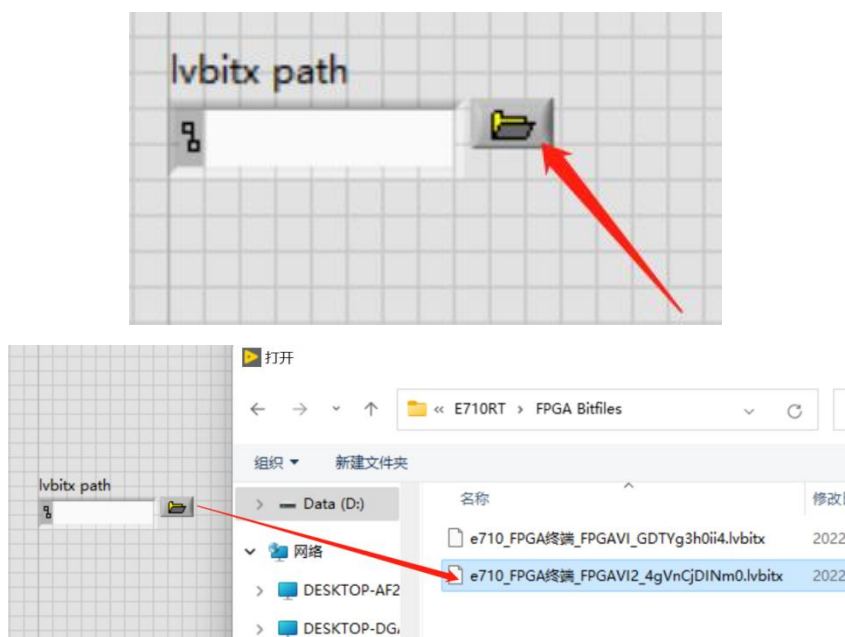 lvbitx path
打开
« E710RT > FPGA Bitfiles
组织 新建文件夹
lvbitx path
Data (D:)
名称
网络
e710_FPGA终端_FPGAVI_GDTYg3h0ii4.lvbitx 2022
DESKTOP-AF2
e710_FPGA终端_FPGAVI2_4gVnCjDINm0.lvbitx 2022
DESKTOP-DG